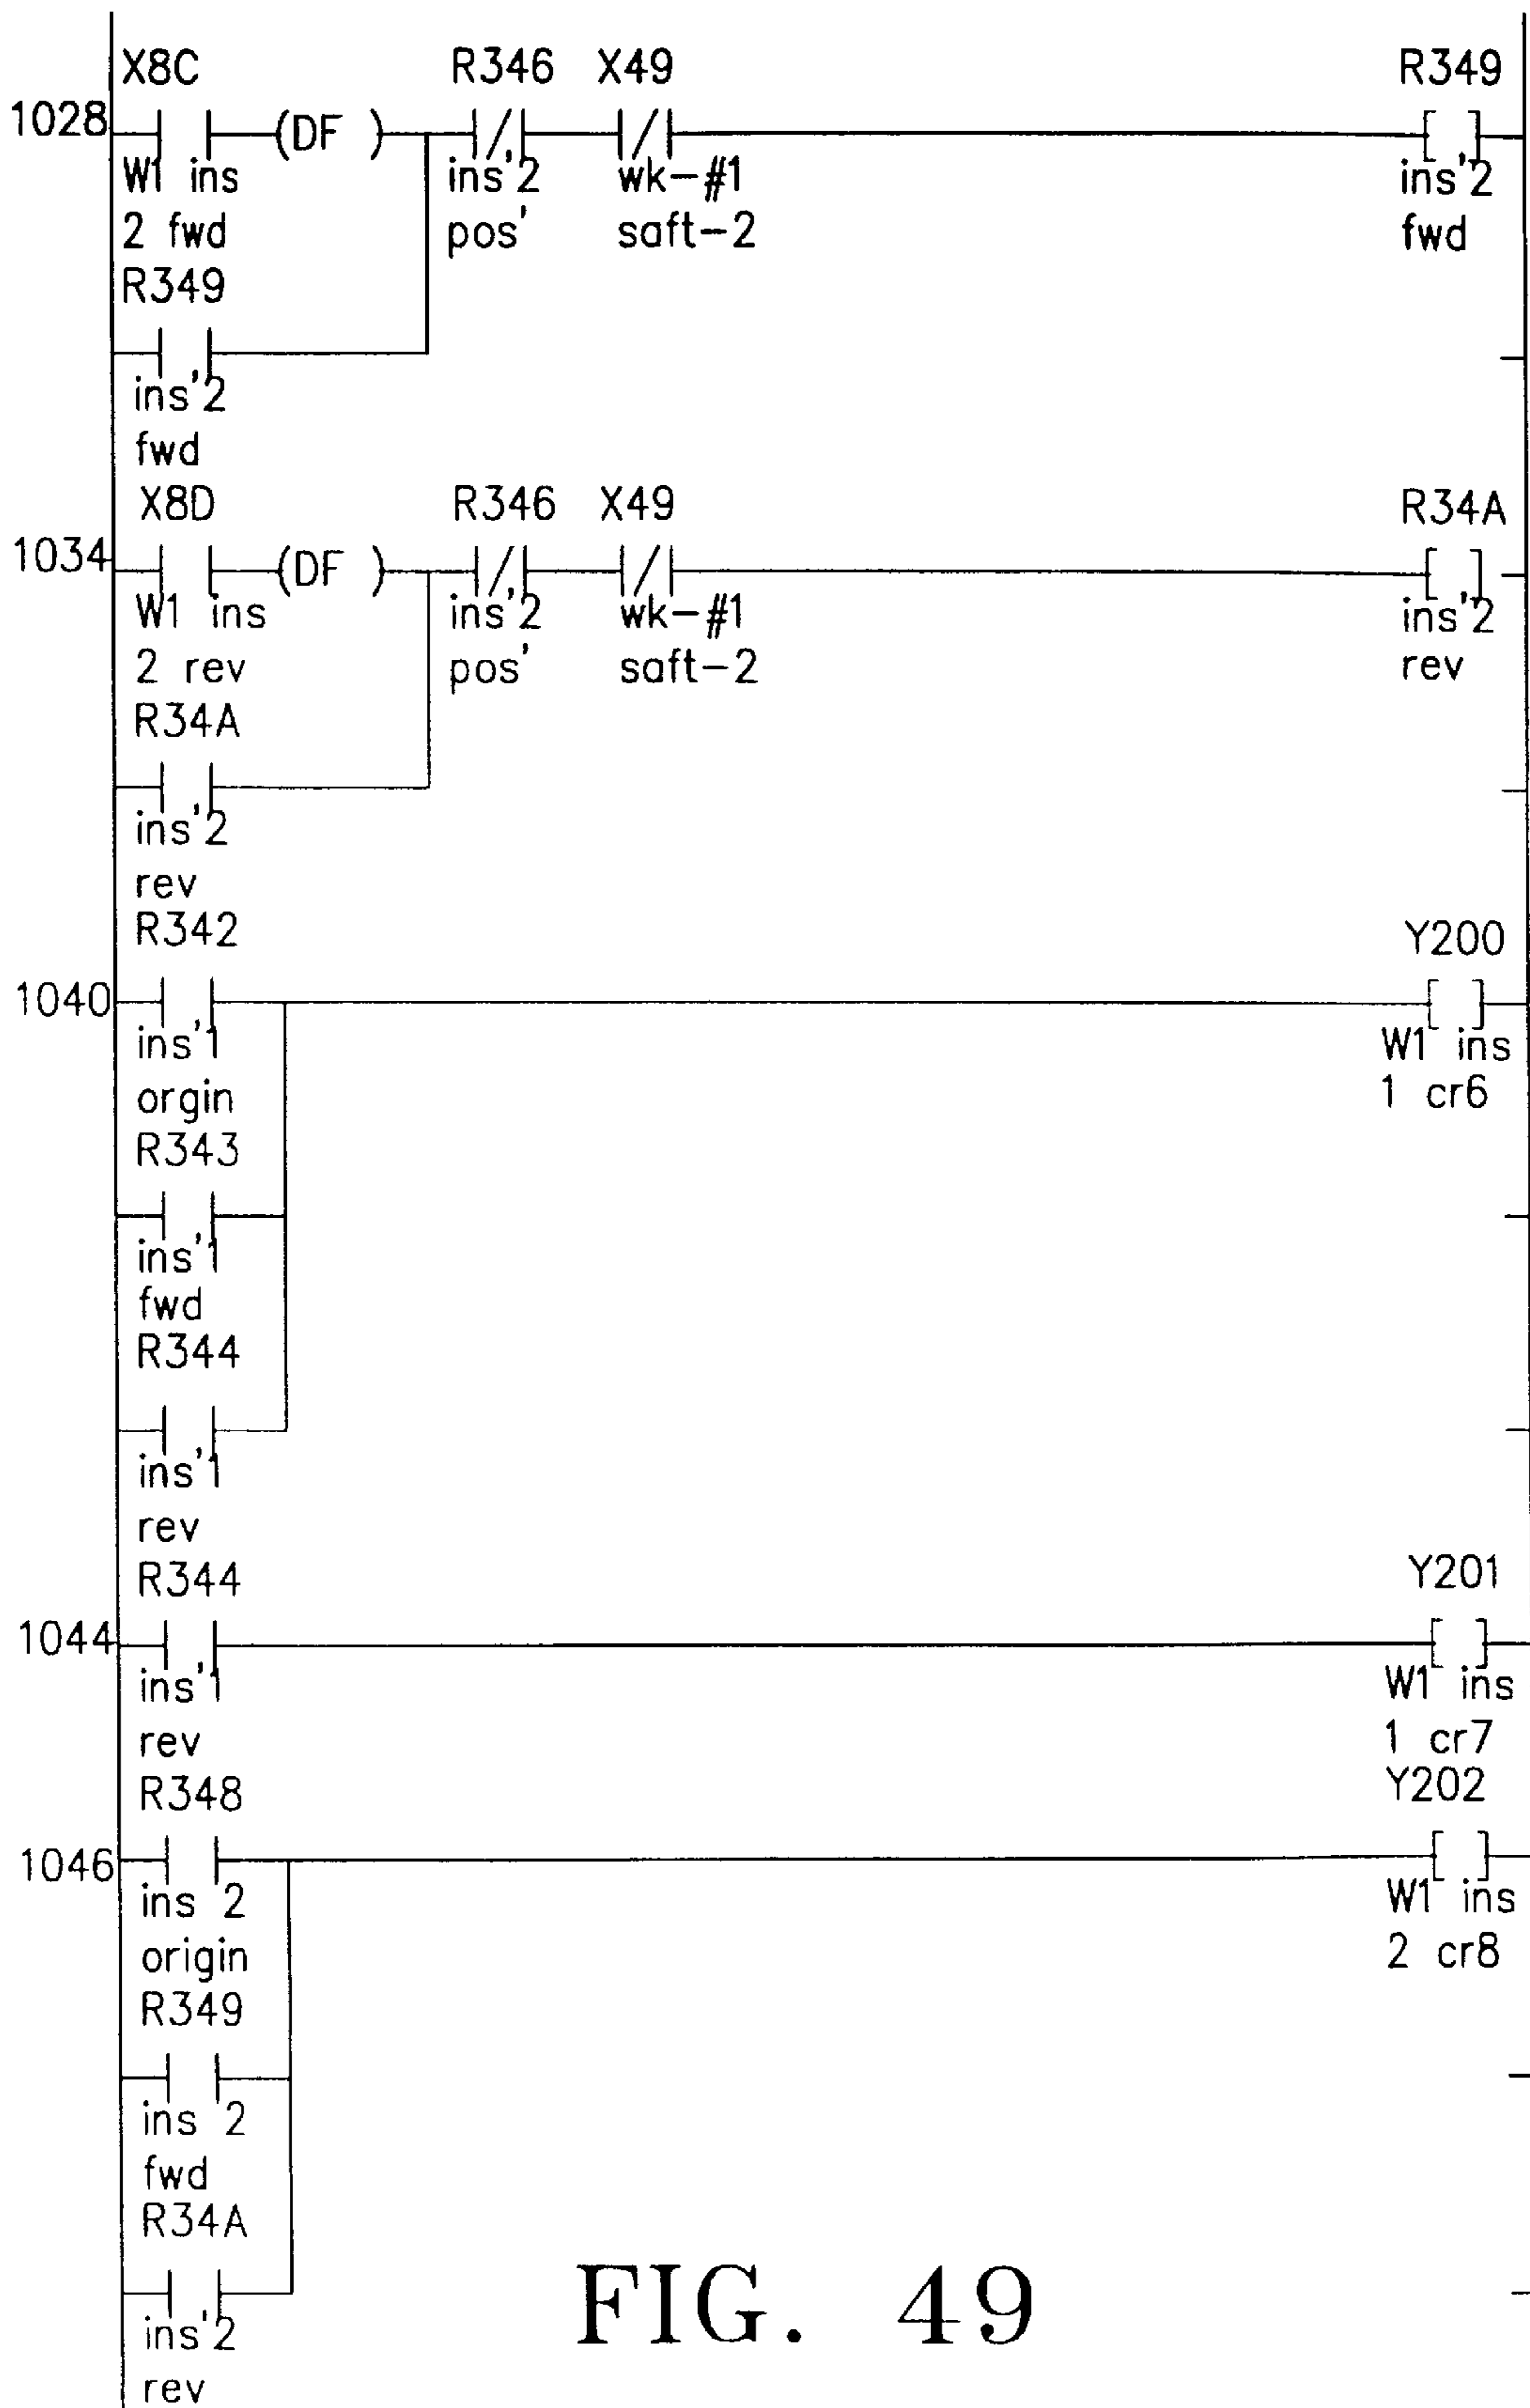 X8C R346 X49 R349
1028 (DF )
W1 ins ins'2 wk-#1 ins'2
2 fwd pos' saft-2 fwd
R349
ins'2
fwd
X8D R346 X49 R34A
1034 (DF )
W1 ins ins'2 wk-#1 ins'2
2 rev pos' saft-2 rev
R34A
ins'2
rev
R342 Y200
1040
ins'1 W1 ins
orgin 1 cr6
R343
ins'1
fwd
R344
ins'1
rev
R344 Y201
1044
ins'1 W1 ins
rev 1 cr7
R348 Y202
1046
ins'2 W1 ins
origin 2 cr8
R349
ins'2
fwd
R34A
ins'2
rev
FIG. 49